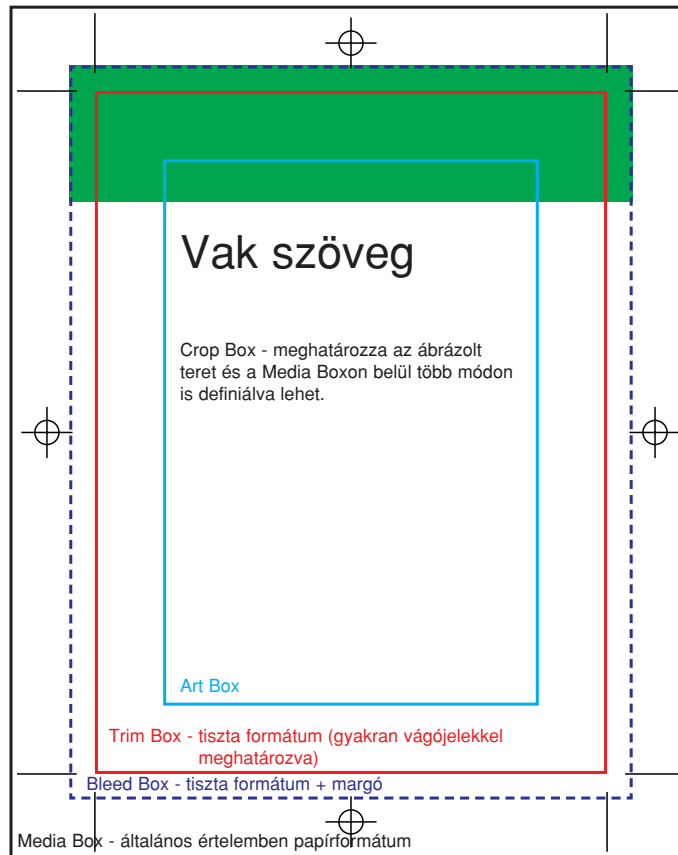 Vak szöveg
Crop Box - meghatározza az ábrázolt
teret és a Media Boxon belül több módon
is definiálva lehet.
Art Box
Trim Box - tiszta formátum (gyakran vágójelekkel
meghatározva)
Bleed Box - tiszta formátum + margó
Media Box - általános értelemben papírformátum